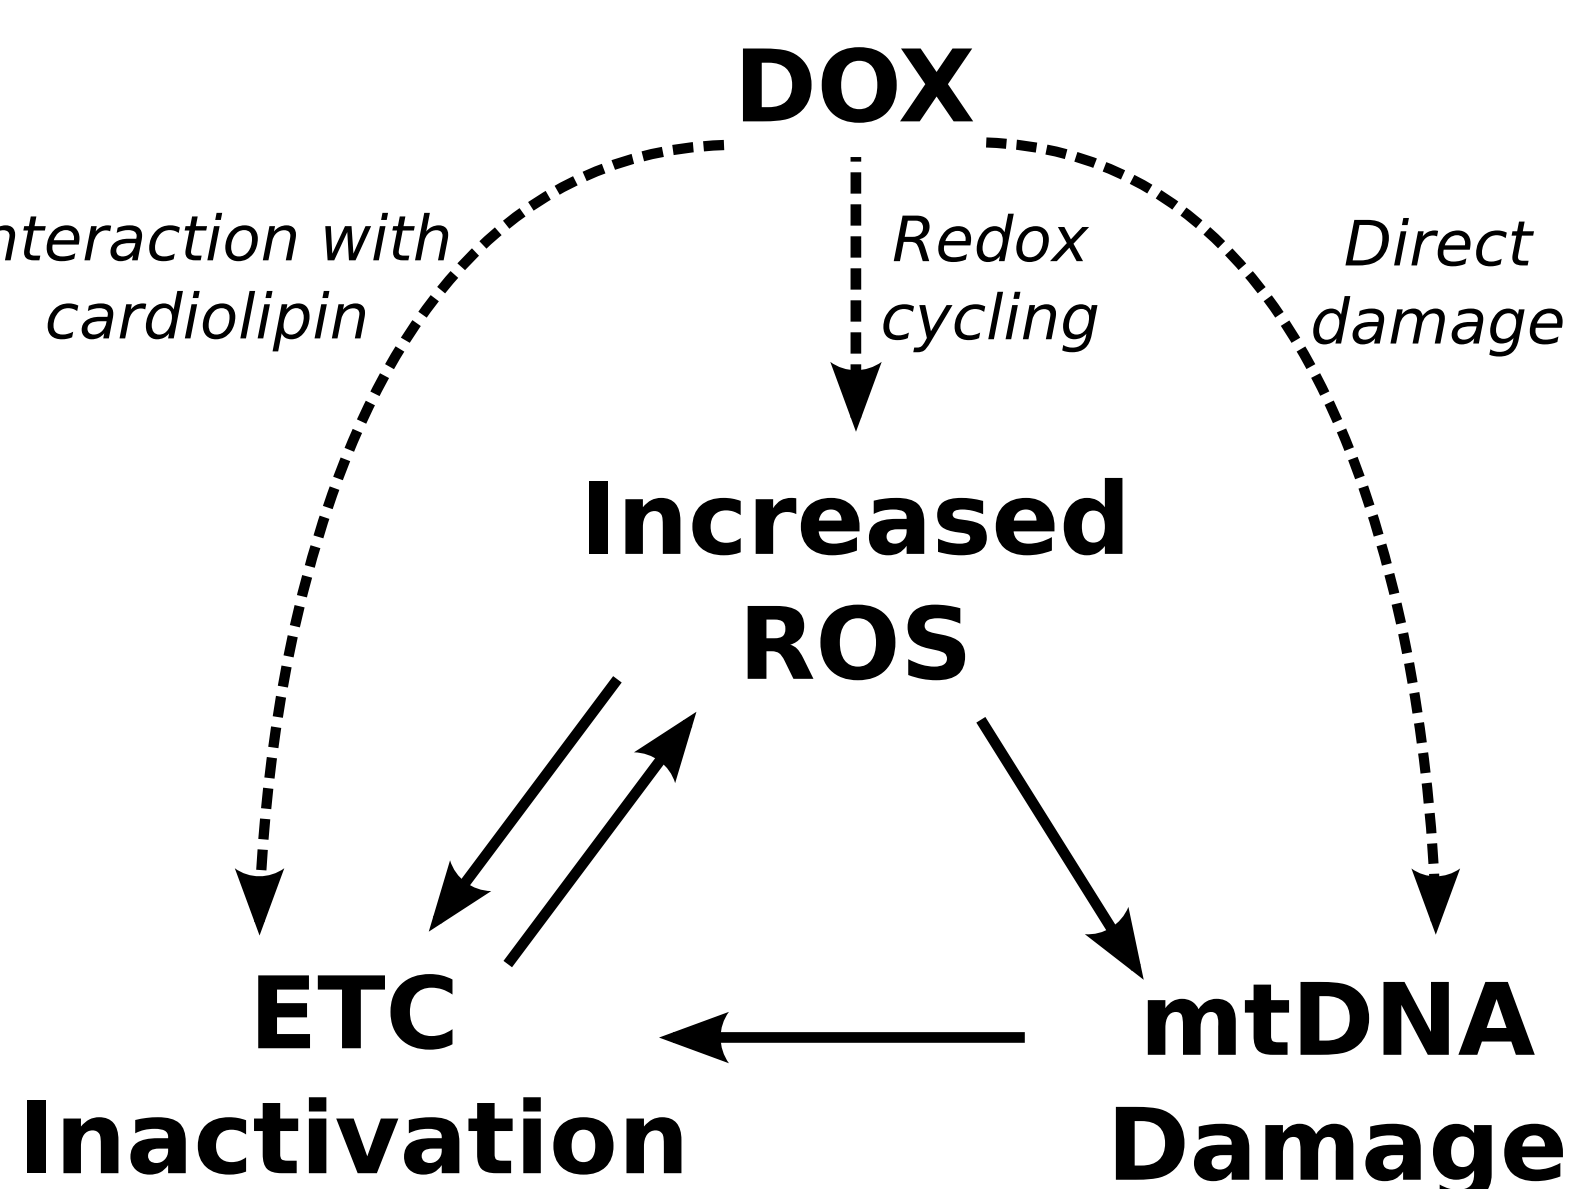 DOX
nteraction with
cardiolipin
Redox
cycling
Direct
damage
Increased
ROS
ETC
Inactivation
mtDNA
Damage